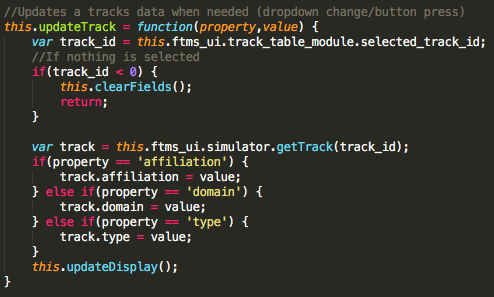 //Updates a tracks data when needed (dropdown change/button press)
this.updateTrack = function(property,value) {
    var track_id = this.ftms_ui.track_table_module.selected_track_id;
    //If nothing is selected
    if(track_id < 0) {
        this.clearFields();
        return;
    }

    var track = this.ftms_ui.simulator.getTrack(track_id);
    if(property == 'affiliation') {
        track.affiliation = value;
    } else if(property == 'domain') {
        track.domain = value;
    } else if(property == 'type') {
        track.type = value;
    }
    this.updateDisplay();
}